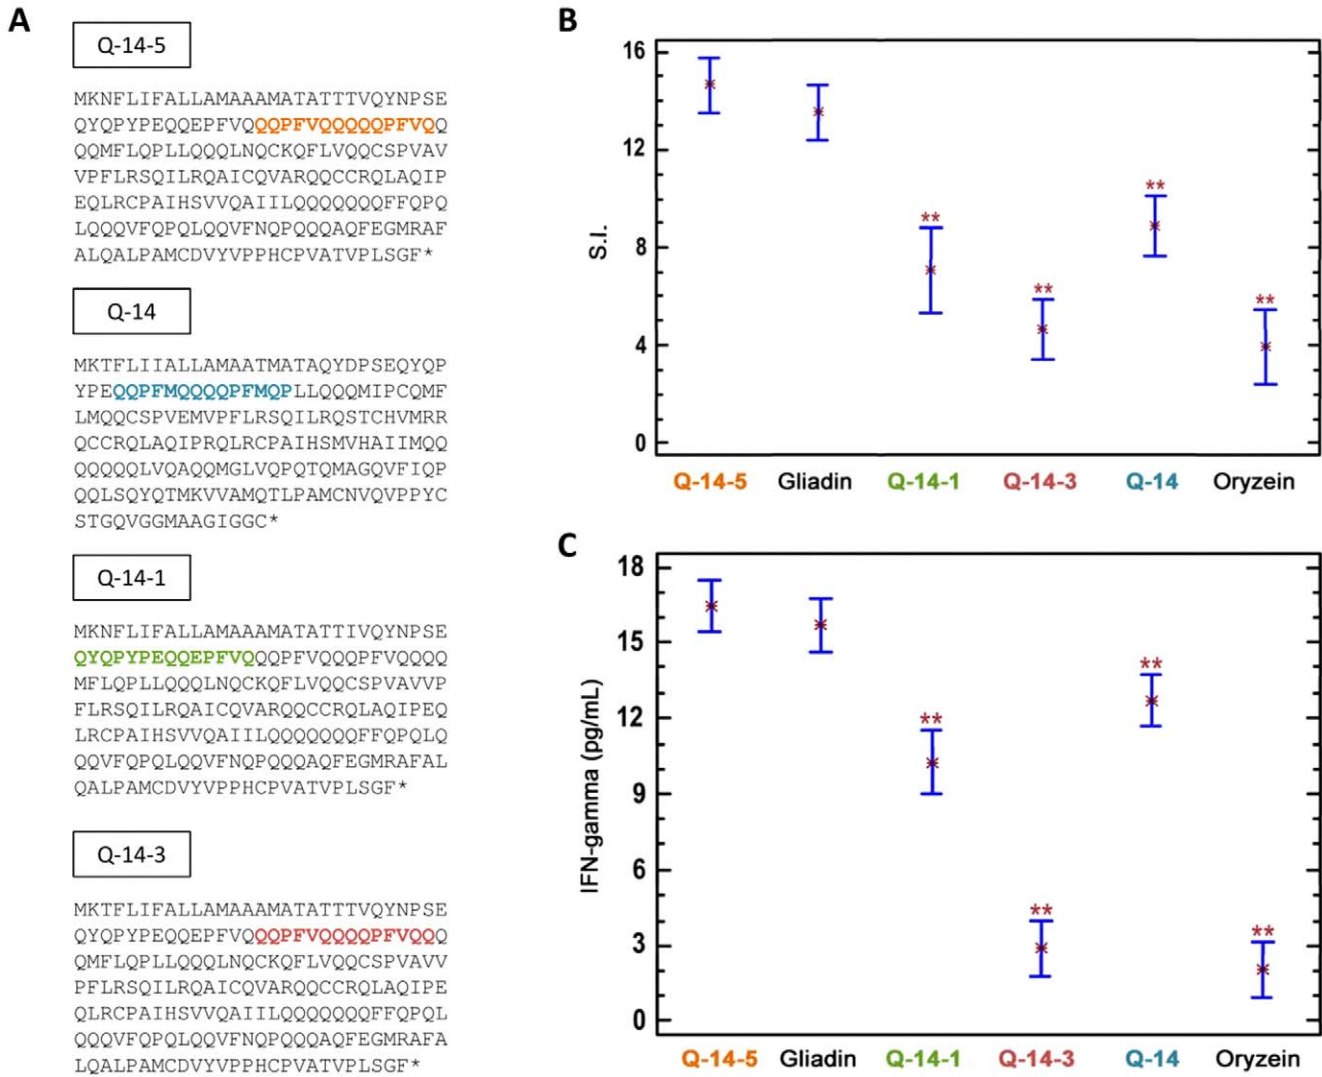 A
Q-14-5
MKNFLIFALLAMAAAMATATTTVQYNPSE
QYQPYPEQQEPFVQQQPFVQQQQQPFVQQ
QQMFLQPLLQQQLNQCKQFLVQQCSPVAV
VPFLRSQILRQAICQVARQQCCRQLAQIP
EQLRCPAIHSVVQAIILQQQQQQQFFQPQ
LQQQVFQPQLQQVFNQPQQQAQFEGMRAF
ALQALPAMCDVYVPPHCPVATVPLSGF*
Q-14
MKTFLIIALLAMAATMATAQYDPSEQYQP
YPEQQPFMQQQQPFMQPLLQQQMIPCQMF
LMQQCSPVEMVPFLRSQILRQSTCHVMRR
QCCRQLAQIPRQLRCPAIHSMVHAIIMQQ
QQQQQLVQAQQMGLVQPQTQMAGQVFIQP
QQLSQYQTMKVVAMQTLPAMCNVQVPPYC
STGQVGGMAAGIGGC*
Q-14-1
MKNFLIFALLAMAAAMATATTIVQYNPSE
QYQPYPEQQEPFVQQQPFVQQQPFVQQQQ
MFLQPLLQQQLNQCKQFLVQQCSPVAVVP
FLRSQILRQAICQVARQQCCRQLAQIPEQ
LRCPAIHSVVQAIILQQQQQQQFFQPQLQ
QQVFQPQLQQVFNQPQQQAQFEGMRAFAL
QALPAMCDVYVPPHCPVATVPLSGF*
Q-14-3
MKTFLIFALLAMAAAMATATTTVQYNPSE
QYQPYPEQQEPFVQQQPFVQQQQPFVQQQ
QMFLQPLLQQQLNQCKQFLVQQCSPVAVV
PFLRSQILRQAICQVARQQCCRQLAQIPE
QLRCPAIHSVVQAIILQQQQQQQFFQPQL
QQQVFQPQLQQVFNQPQQQAQFEGMRAFA
LQALPAMCDVYVPPHCPVATVPLSGF*
B
16
12
8
4
0
S.I.
**
**
**
**
Q-14-5 Gliadin Q-14-1 Q-14-3 Q-14 Oryzein
C
18
15
12
9
6
3
0
IFN-gamma (pg/mL)
**
**
**
**
Q-14-5 Gliadin Q-14-1 Q-14-3 Q-14 Oryzein